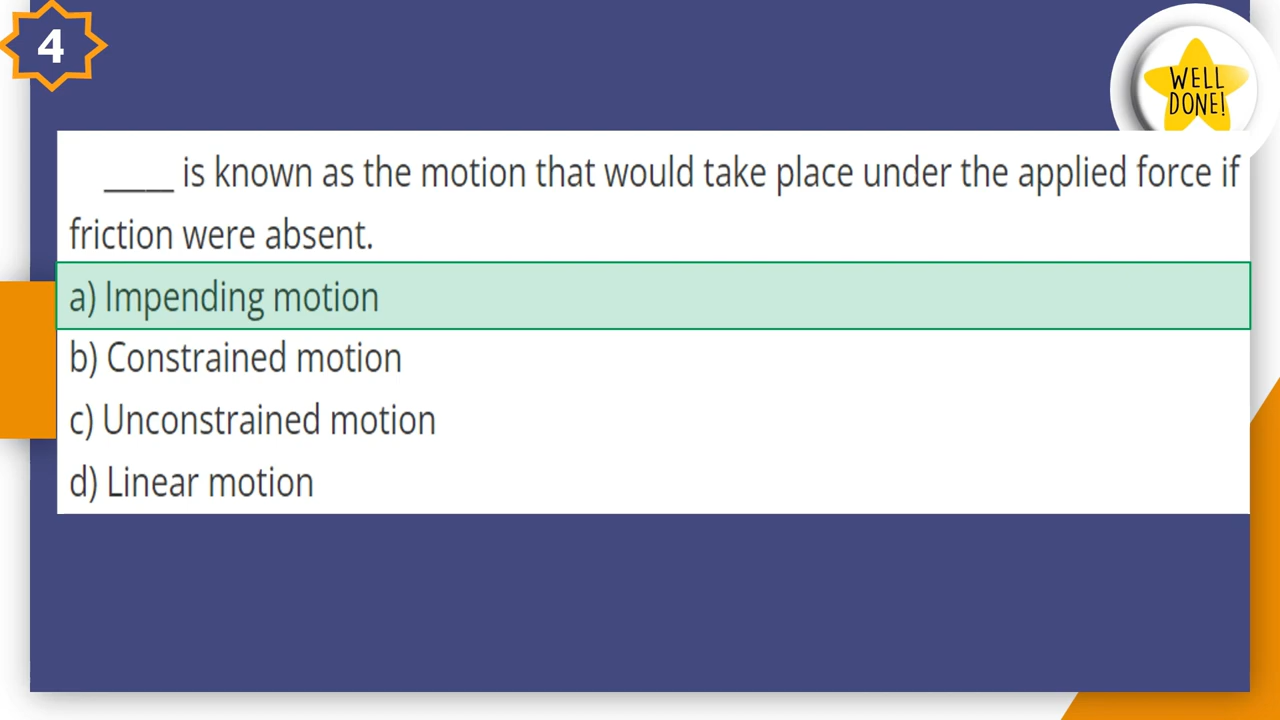 4
WELL
DONE!
_____ is known as the motion that would take place under the applied force if
friction were absent.
a) Impending motion
b) Constrained motion
c) Unconstrained motion
d) Linear motion